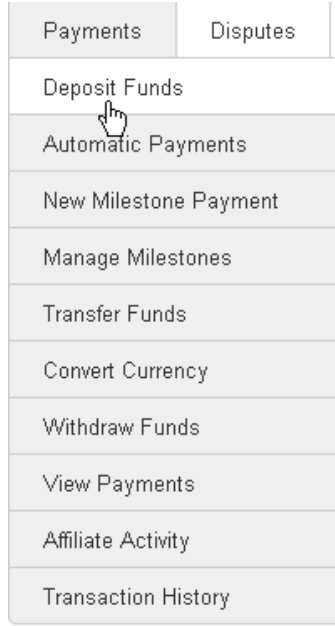 Payments Disputes
Deposit Funds
Automatic Payments
New Milestone Payment
Manage Milestones
Transfer Funds
Convert Currency
Withdraw Funds
View Payments
Affiliate Activity
Transaction History